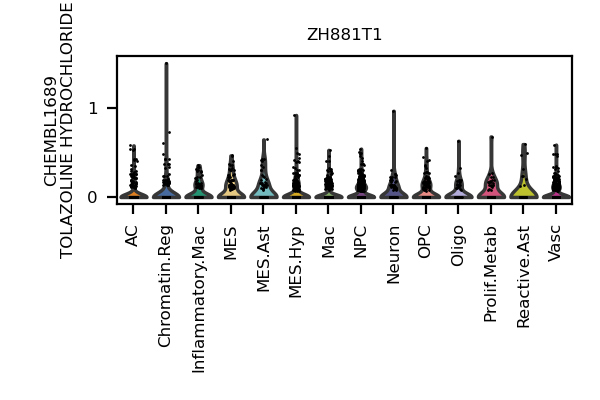 ZH881T1
CHEMBL1689
TOLAZOLINE HYDROCHLORIDE
1
0
AC
Chromatin.Reg
Inflammatory.Mac
MES
MES.Ast
MES.Hyp
Mac
NPC
Neuron
OPC
Oligo
Prolif.Metab
Reactive.Ast
Vasc